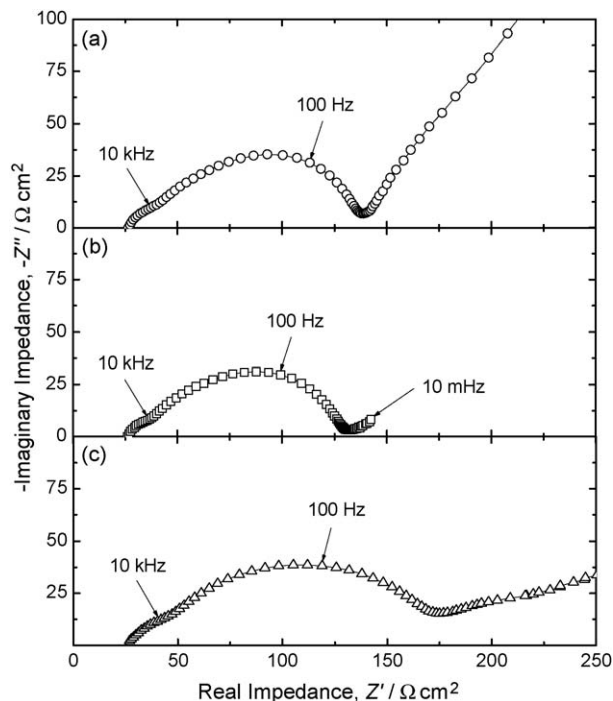 100
(a)
100 Hz
75
50
10 kHz
25
0
(b)
75
50
100 Hz
10 kHz
25
10 mHz
0
(c)
75
100 Hz
50
10 kHz
25
0 50 100 150 200 250
Real Impedance, Z' / Ω cm²
-Imaginary Impedance, -Z'' / Ω cm²